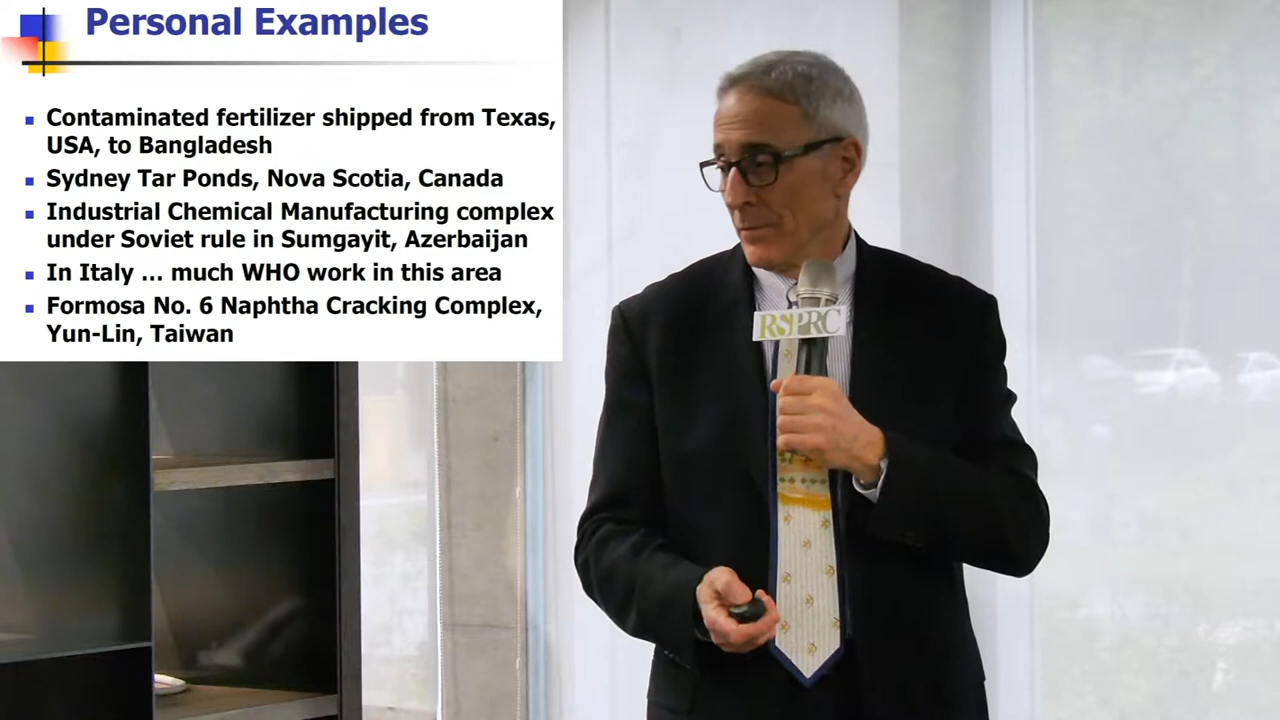 Personal Examples
Contaminated fertilizer shipped from Texas,
USA, to Bangladesh
Sydney Tar Ponds, Nova Scotia, Canada
Industrial Chemical Manufacturing complex
under Soviet rule in Sumgayit, Azerbaijan
In Italy … much WHO work in this area
Formosa No. 6 Naphtha Cracking Complex,
Yun-Lin, Taiwan
RSPRC